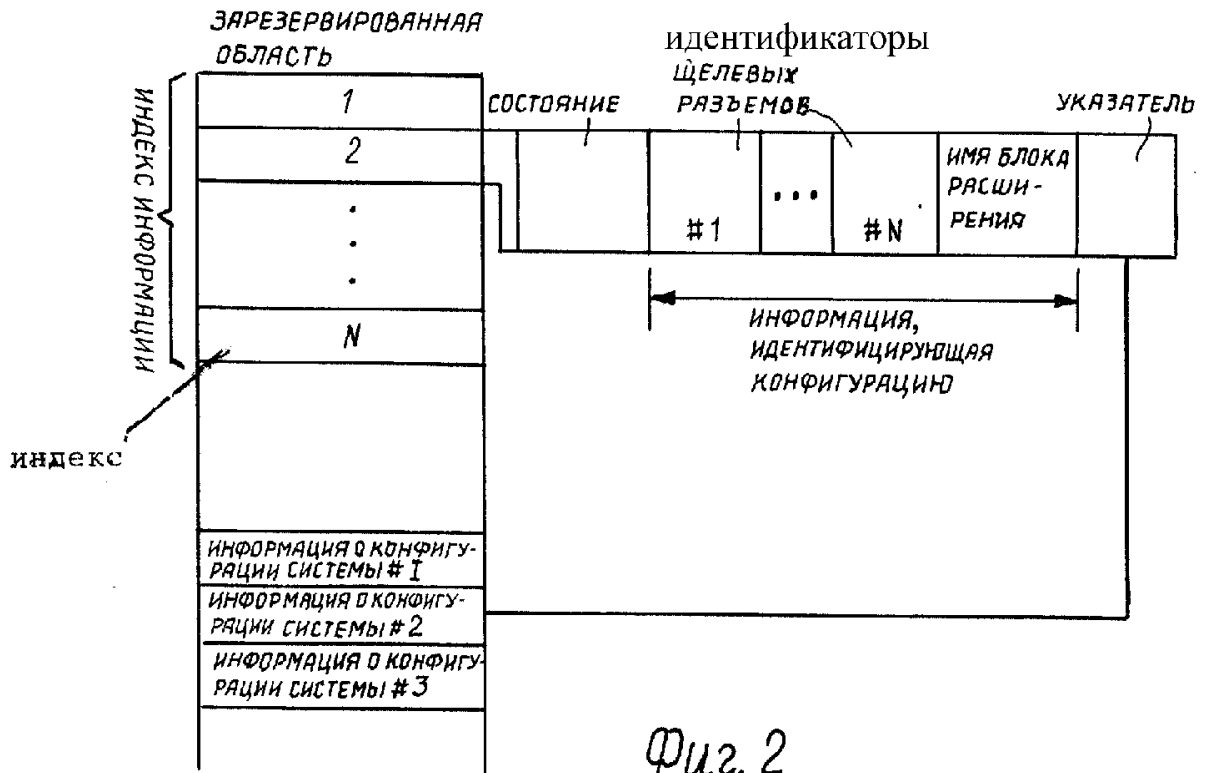 ЗАРЕЗЕРВИРОВАННАЯ
ОБЛАСТЬ
идентификаторы
ЩЕЛЕВЫХ
РАЗЪЕМОВ
СОСТОЯНИЕ
УКАЗАТЕЛЬ
ИНДЕКС ИНФОРМАЦИИ
1
2
N
#1
...
#N
ИМЯ БЛОКА
РАСШИ-
РЕНИЯ
ИНФОРМАЦИЯ,
ИДЕНТИФИЦИРУЮЩАЯ
КОНФИГУРАЦИЮ
индекс
ИНФОРМАЦИЯ О КОНФИГУ-
РАЦИИ СИСТЕМЫ # I
ИНФОРМАЦИЯ О КОНФИГУ-
РАЦИИ СИСТЕМЫ #2
ИНФОРМАЦИЯ О КОНФИГУ-
РАЦИИ СИСТЕМЫ #3
Фиг. 2